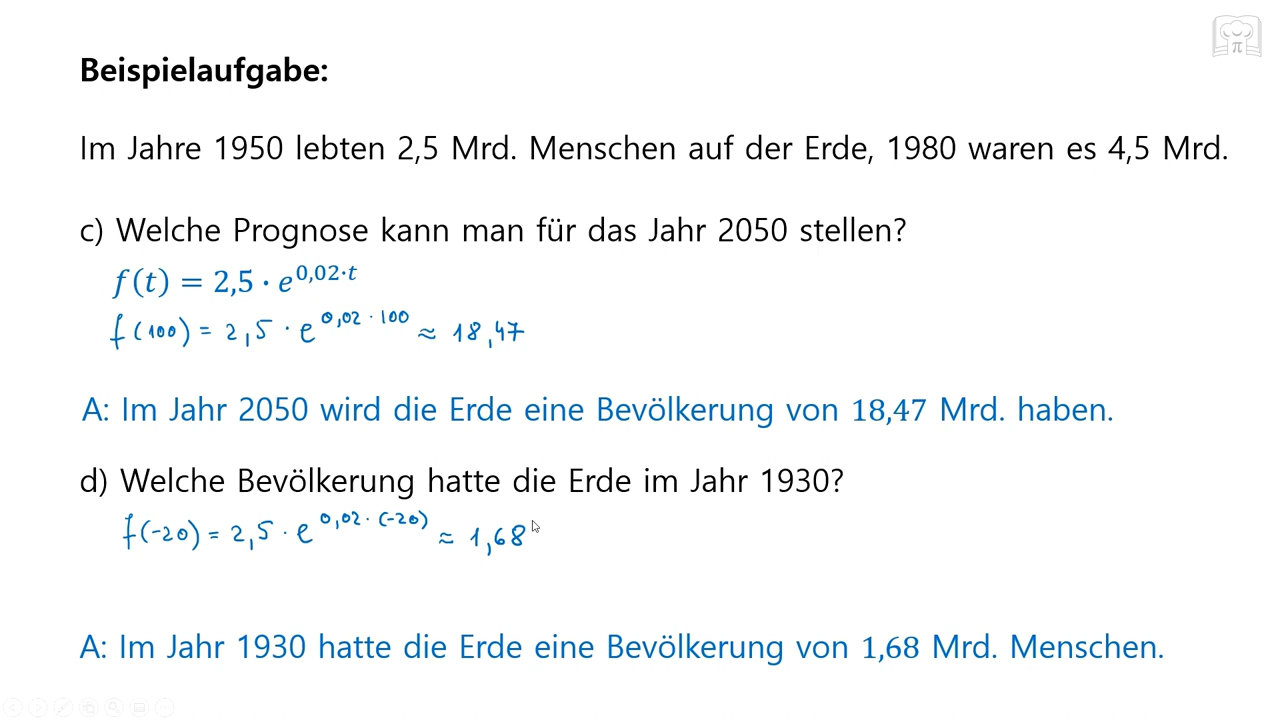 Beispielaufgabe:
Im Jahre 1950 lebten 2,5 Mrd. Menschen auf der Erde, 1980 waren es 4,5 Mrd.
c) Welche Prognose kann man für das Jahr 2050 stellen?
f(t) = 2,5 · e^{0,02·t}
f(100) = 2,5 · e^{0,02 · 100} ≈ 18,47
A: Im Jahr 2050 wird die Erde eine Bevölkerung von 18,47 Mrd. haben.
d) Welche Bevölkerung hatte die Erde im Jahr 1930?
f(-20) = 2,5 · e^{0,02 · (-20)} ≈ 1,68
A: Im Jahr 1930 hatte die Erde eine Bevölkerung von 1,68 Mrd. Menschen.